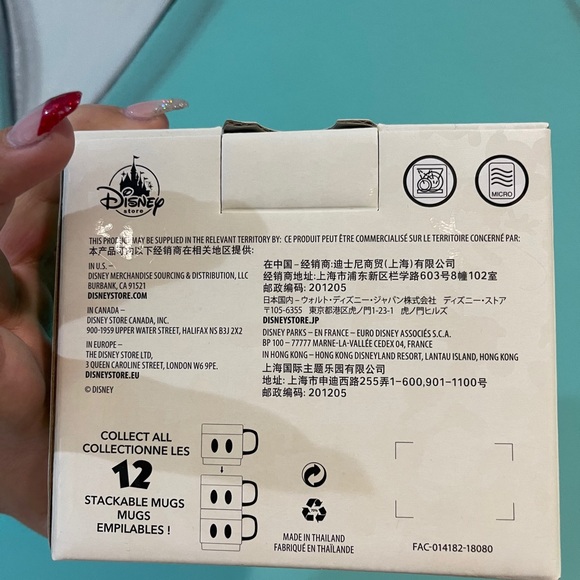 Disney
store
MICRO
THIS PRODUCT MAY BE SUPPLIED IN THE RELEVANT TERRITORY BY: CE PRODUIT PEUT ÊTRE COMMERCIALISÉ SUR LE TERRITOIRE CONCERNÉ PAR:
本产品可由以下经销商在相关地区提供:
IN U.S. –
DISNEY MERCHANDISE SOURCING & DISTRIBUTION, LLC
BURBANK, CA 91521
DISNEYSTORE.COM
IN CANADA –
DISNEY STORE CANADA, INC.
900-1959 UPPER WATER STREET, HALIFAX NS B3J 2X2
IN EUROPE –
THE DISNEY STORE LTD,
3 QUEEN CAROLINE STREET, LONDON W6 9PE.
DISNEYSTORE.EU
© DISNEY
在中国–经销商:迪士尼商贸(上海)有限公司
经销商地址:上海市浦东新区栏学路603号8幢102室
邮政编码: 201205
日本国内–ウォルト・ディズニー・ジャパン株式会社 ディズニー・ストア
〒105-6355 東京都港区虎ノ門1-23-1 虎ノ門ヒルズ
DISNEYSTORE.JP
DISNEY PARKS – EN FRANCE – EURO DISNEY ASSOCIÉS S.C.A.
BP 100 – 77777 MARNE-LA-VALLÉE CEDEX 04, FRANCE
IN HONG KONG – HONG KONG DISNEYLAND RESORT, LANTAU ISLAND, HONG KONG
上海国际主题乐园有限公司
地址: 上海市申迪西路255弄1-600,901-1100号
邮政编码: 201205
COLLECT ALL
COLLECTIONNE LES
12
STACKABLE MUGS
MUGS
EMPILABLES !
MADE IN THAILAND
FABRIQUÉ EN THAÏLANDE
FAC-014182-18080